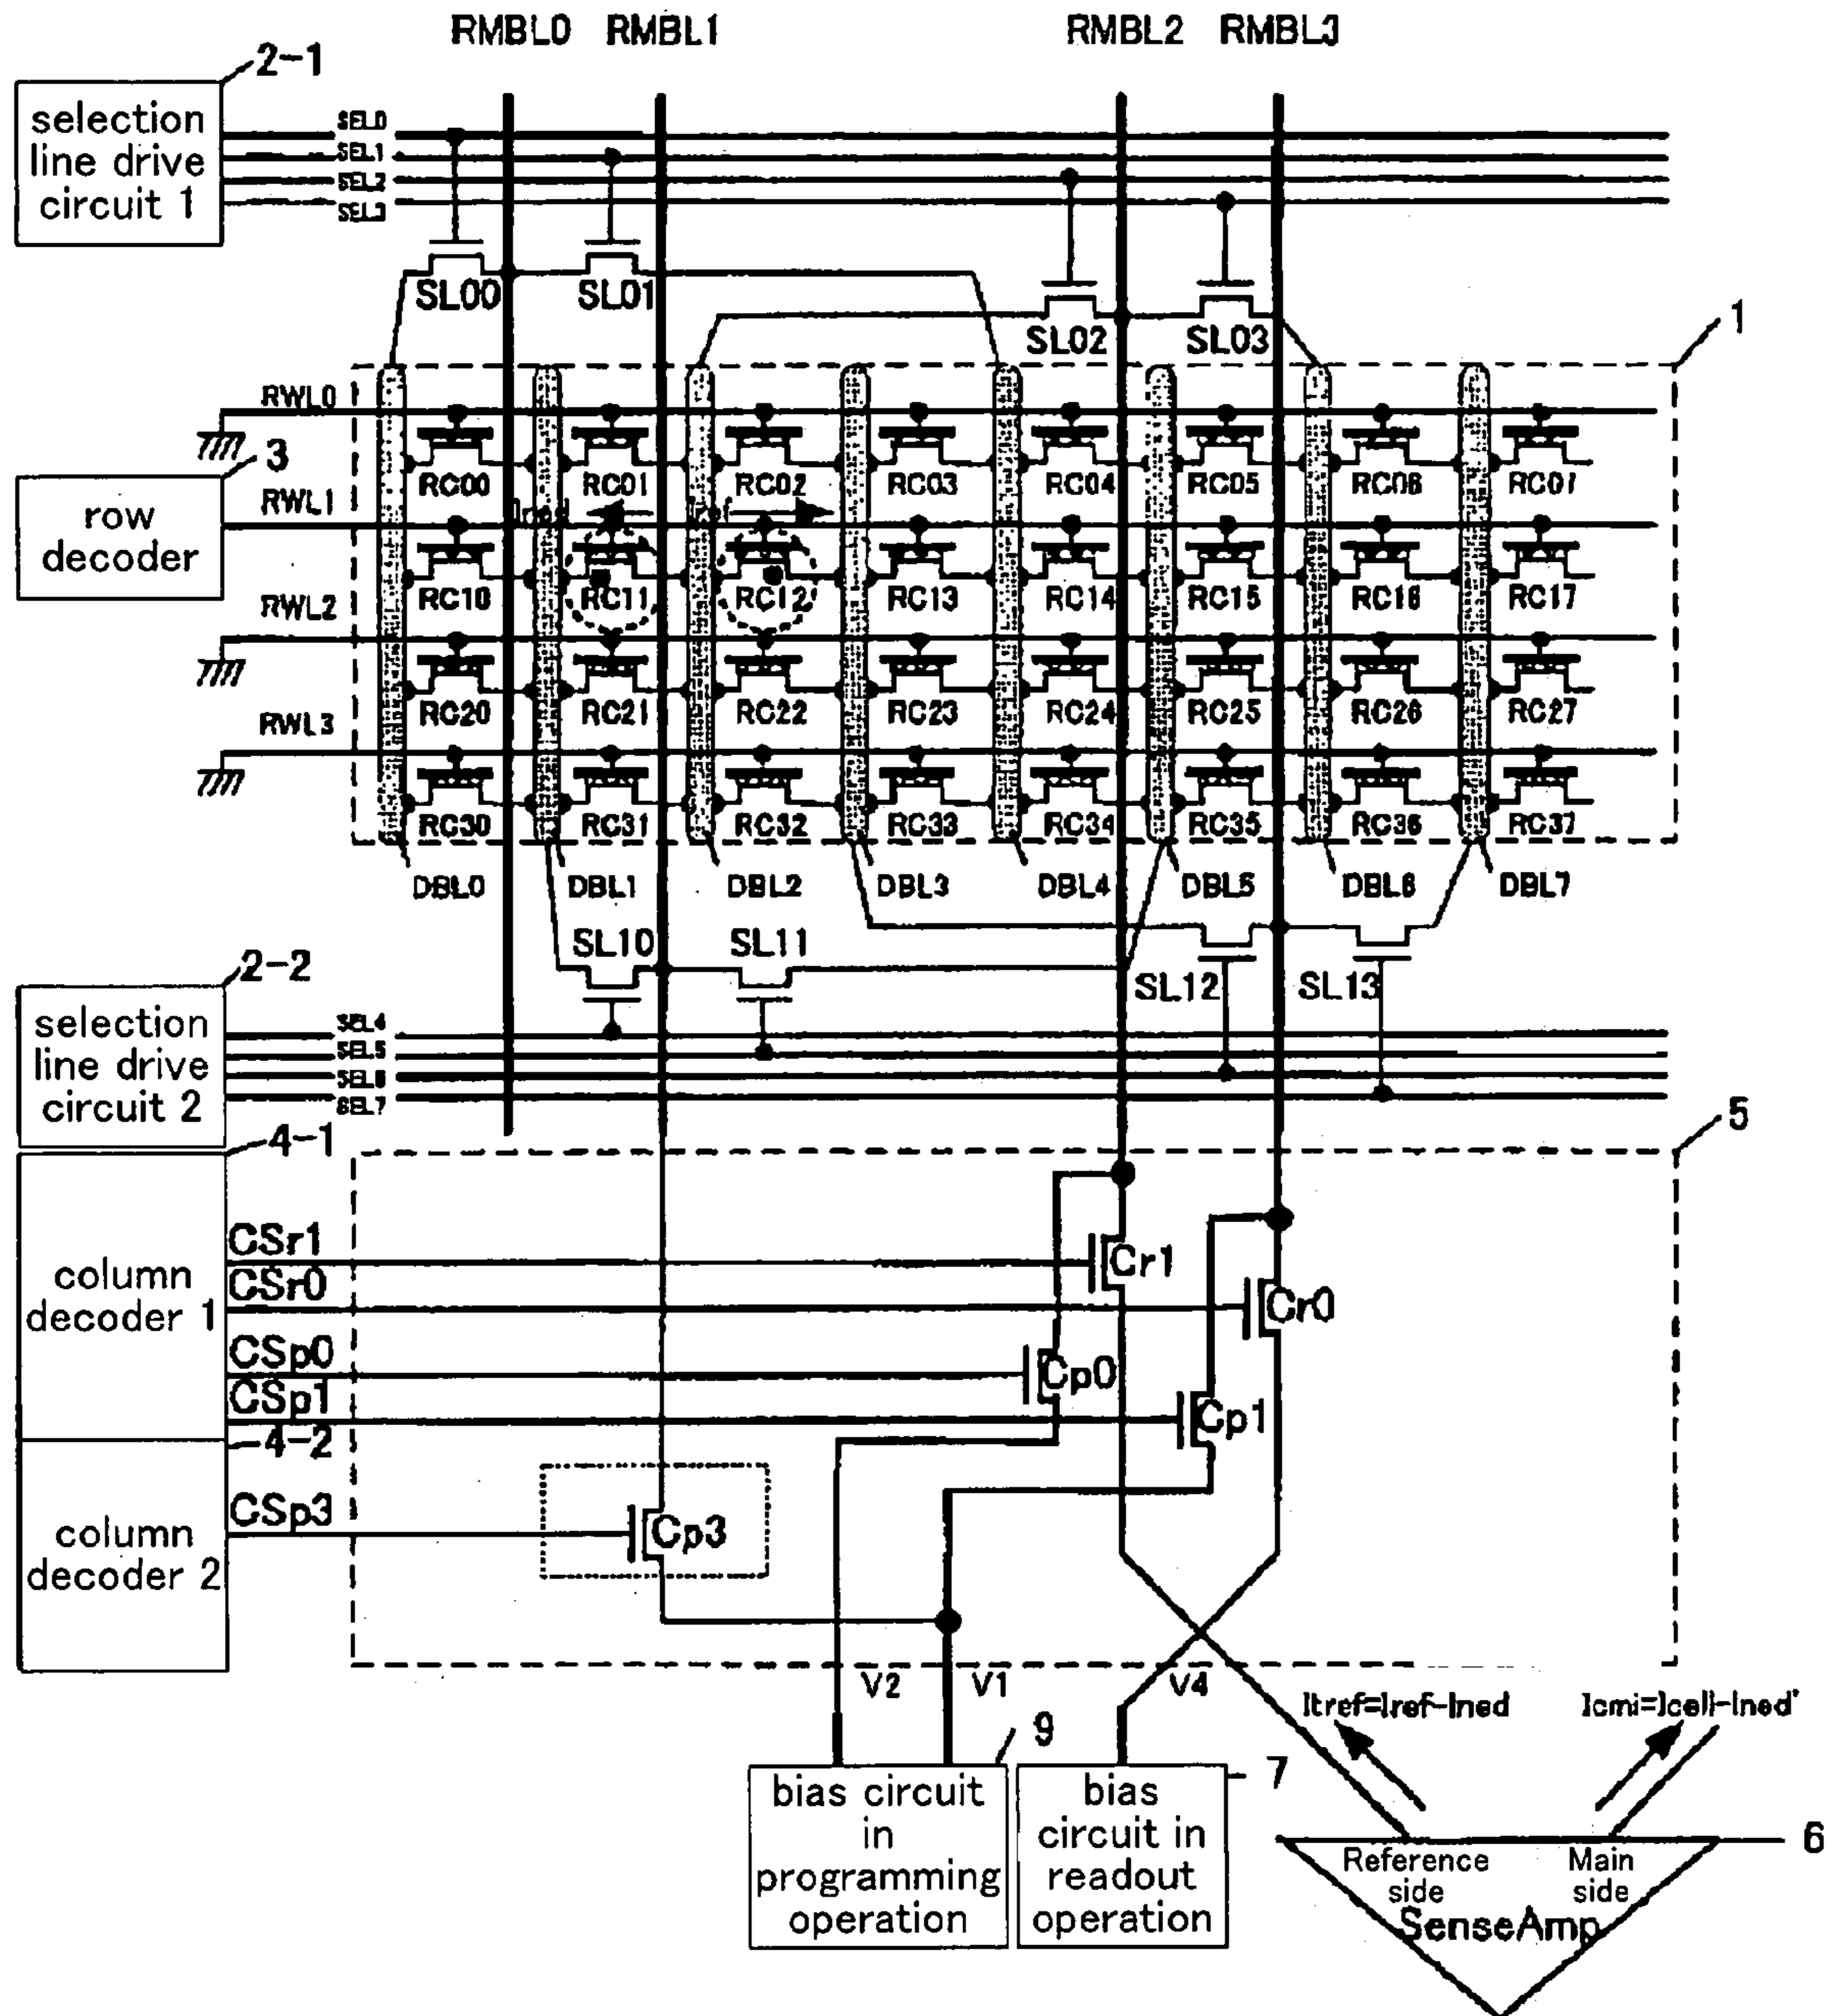 RMBL0 RMBL1 RMBL2 RMBL3
2-1
selection
line drive
circuit 1
SEL0
SEL1
SEL2
SEL3
SL00 SL01
SL02 SL03
1
RWL0
RC00 RC01 RC02 RC03 RC04 RC05 RC06 RC07
3
row
decoder
RWL1
RC10 RC11 RC12 RC13 RC14 RC15 RC16 RC17
RWL2
RC20 RC21 RC22 RC23 RC24 RC25 RC26 RC27
RWL3
RC30 RC31 RC32 RC33 RC34 RC35 RC36 RC37
DBL0 DBL1 DBL2 DBL3 DBL4 DBL5 DBL6 DBL7
SL10 SL11
SL12 SL13
2-2
selection
line drive
circuit 2
SEL4
SEL5
SEL6
SEL7
4-1
5
column
decoder 1
CSr1
CSr0
CSp0
CSp1
Cr1
Cr0
Cp0
Cp1
4-2
column
decoder 2
CSp3
Cp3
V2 V1 V4
Itref=Iref-Ined Icmi=Icell-Ined'
9
bias circuit
in
programming
operation
7
bias
circuit in
readout
operation
6
Reference
side
Main
side
SenseAmp